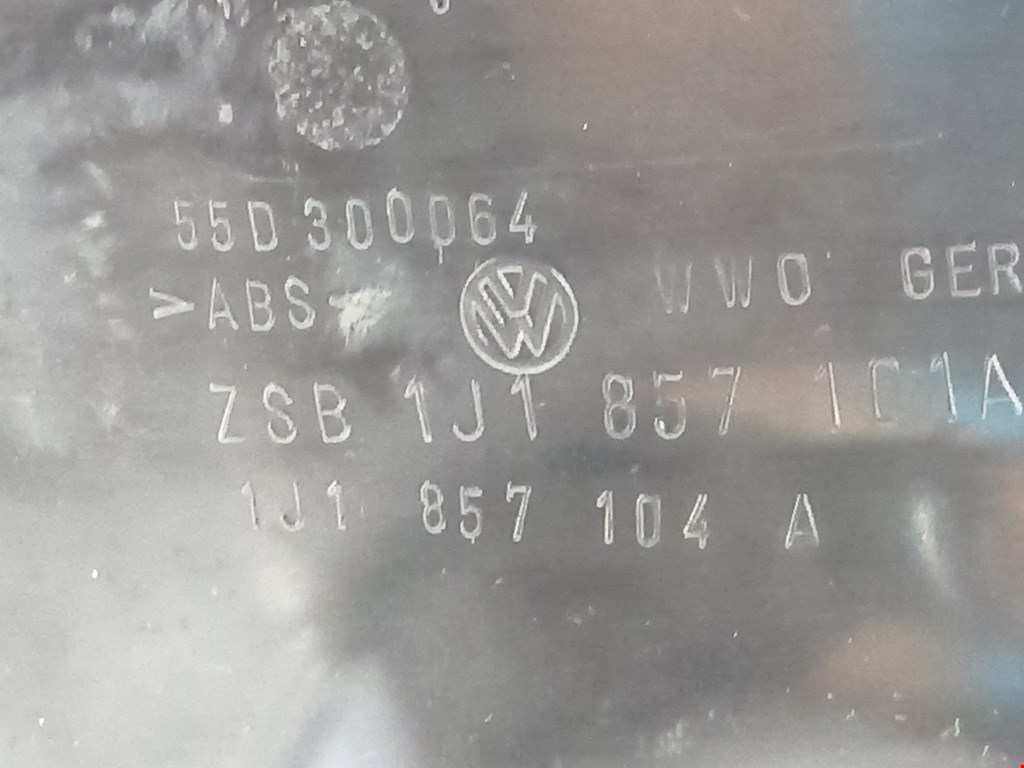 55D 300064
>ABS< WWO GER
ZSB 1J1 857 101A
1J1 857 104 A